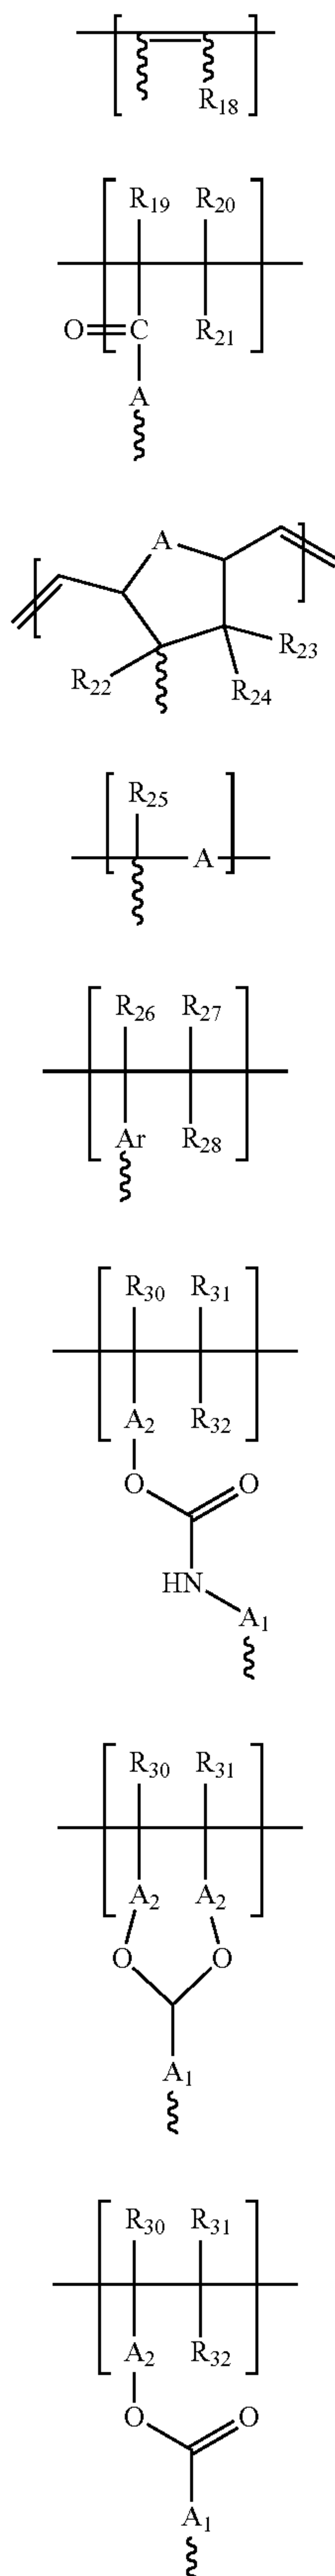 R18
R19 R20
O C R21
A
A
R23
R22 R24
R25
A
R26 R27
Ar R28
R30 R31
A2 R32
O O
HN
A1
R30 R31
A2 A2
O O
A1
R30 R31
A2 R32
O O
A1